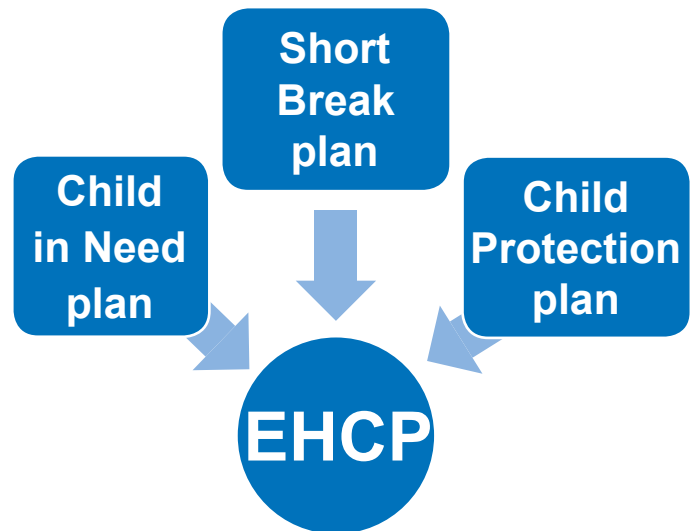 Short
Break
plan
Child
in Need
plan
Child
Protection
plan
EHCP